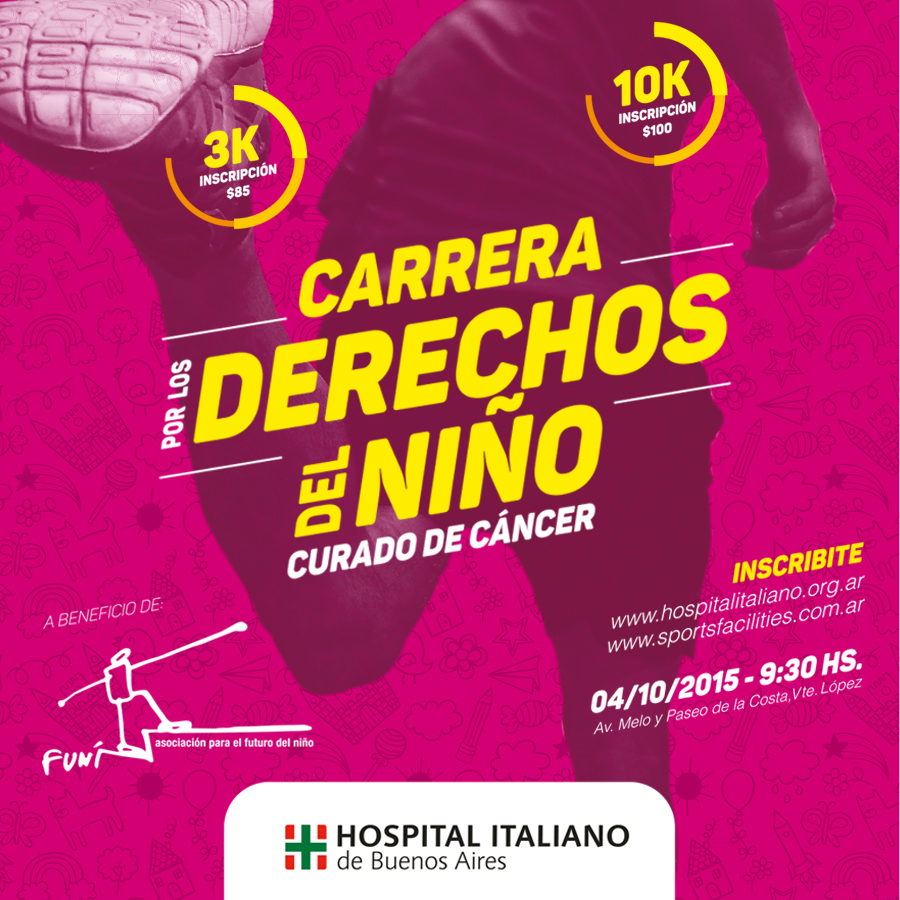 3K
INSCRIPCIÓN
$85
10K
INSCRIPCIÓN
$100
CARRERA
POR LOS
DERECHOS
DEL
NIÑO
CURADO DE CÁNCER
INSCRIBITE
www.hospitalitaliano.org.ar
www.sportsfacilities.com.ar
04/10/2015 - 9:30 HS.
Av. Melo y Paseo de la Costa,Vte. López
A BENEFICIO DE:
FUNÍ
asociación para el futuro del niño
HOSPITAL ITALIANO
de Buenos Aires